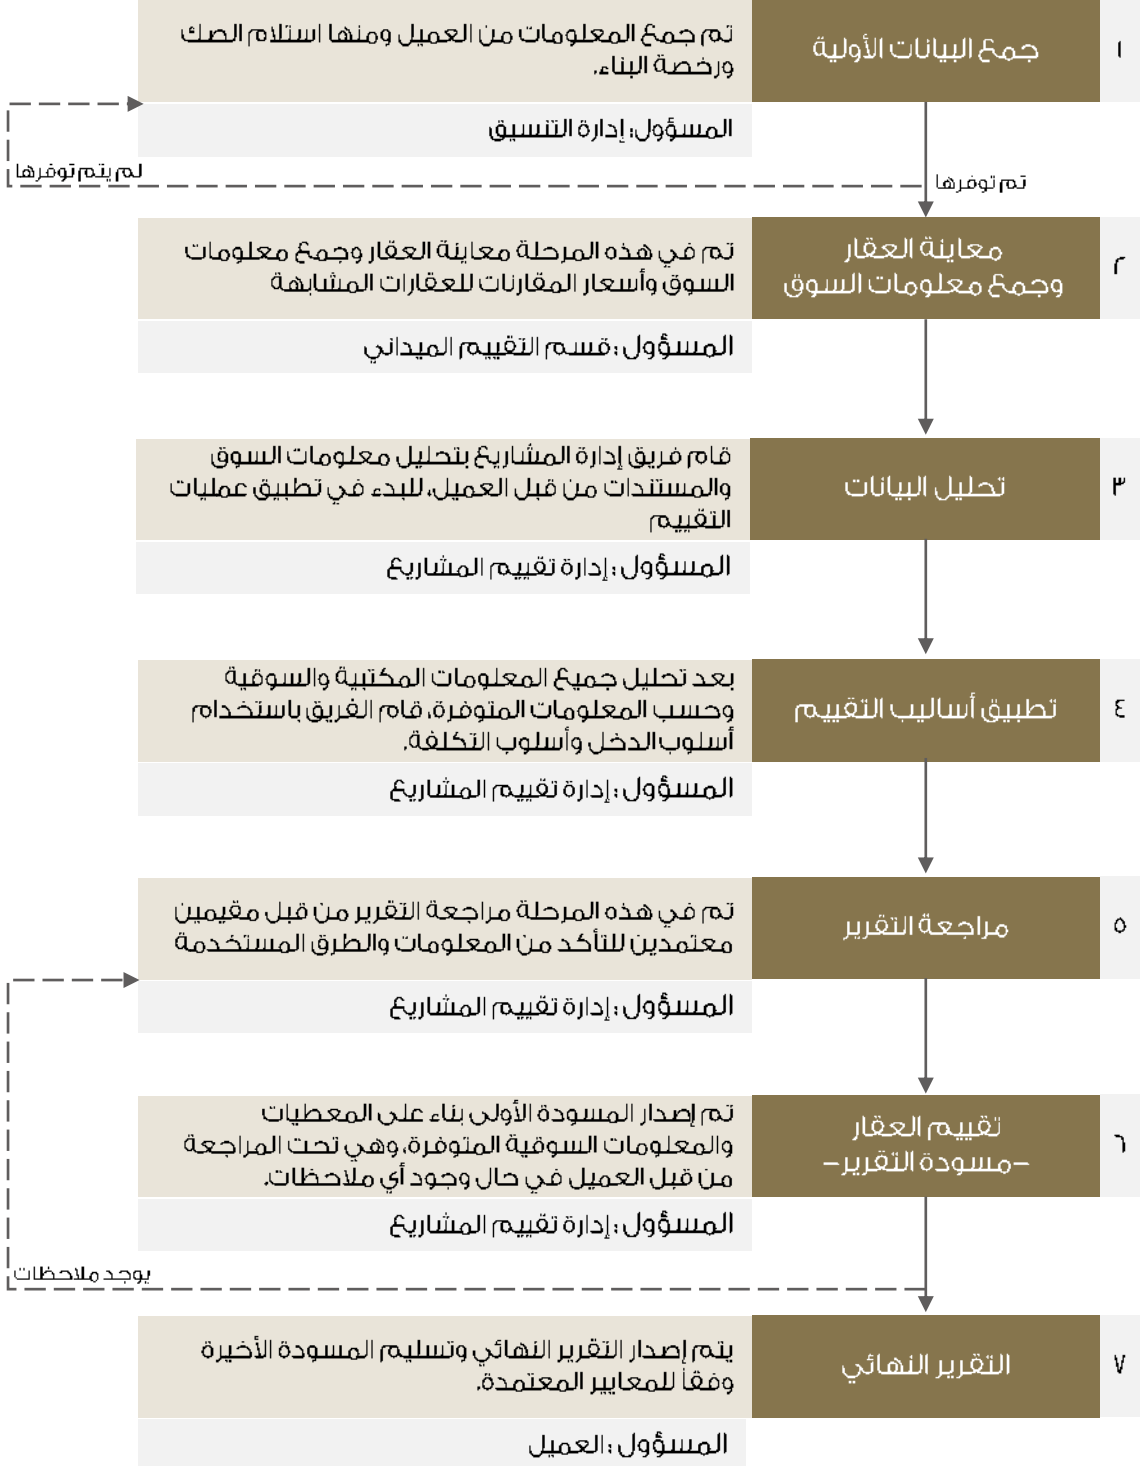 ١
جمع البيانات الأولية
تم جمع المعلومات من العميل ومنها استلام الصك
ورخصة البناء.
المسؤول: إدارة التنسيق
لم يتم توفرها
تم توفرها
٢
معاينة العقار
وجمع معلومات السوق
تم في هذه المرحلة معاينة العقار وجمع معلومات
السوق وأسعار المقارنات للعقارات المشابهة
المسؤول: قسم التقييم الميداني
٣
تحليل البيانات
قام فريق إدارة المشاريع بتحليل معلومات السوق
والمستندات من قبل العميل، للبدء في تطبيق عمليات
التقييم
المسؤول: إدارة تقييم المشاريع
٤
تطبيق أساليب التقييم
بعد تحليل جميع المعلومات المكتبية والسوقية
وحسب المعلومات المتوفرة، قام الفريق باستخدام
أسلوب الدخل وأسلوب التكلفة.
المسؤول: إدارة تقييم المشاريع
٥
مراجعة التقرير
تم في هذه المرحلة مراجعة التقرير من قبل مقيمين
معتمدين للتأكد من المعلومات والطرق المستخدمة
المسؤول: إدارة تقييم المشاريع
٦
تقييم العقار
-مسودة التقرير-
تم إصدار المسودة الأولى بناء على المعطيات
والمعلومات السوقية المتوفرة، وهي تحت المراجعة
من قبل العميل في حال وجود أي ملاحظات.
المسؤول: إدارة تقييم المشاريع
يوجد ملاحظات
٧
التقرير النهائي
يتم إصدار التقرير النهائي وتسليم المسودة الأخيرة
وفقاً للمعايير المعتمدة.
المسؤول: العميل